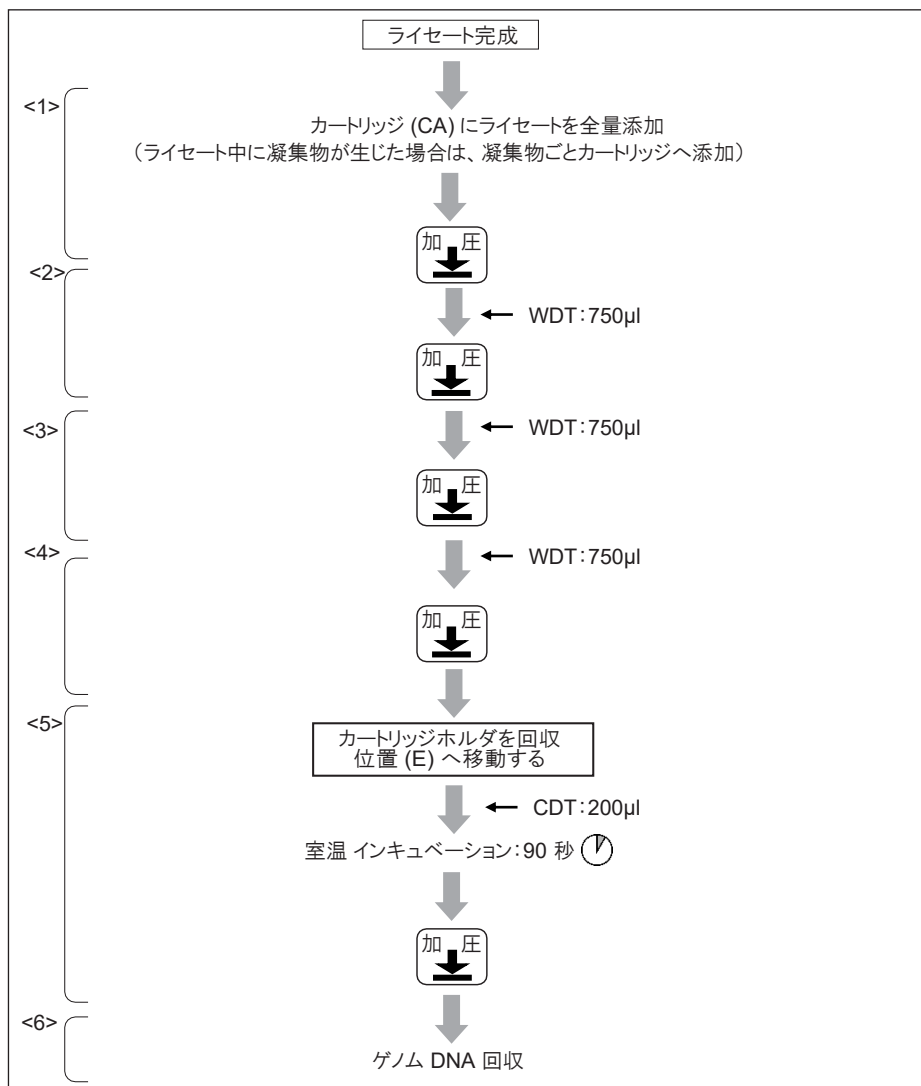 ライセート完成
<1>
カートリッジ (CA) にライセートを全量添加
（ライセート中に凝集物が生じた場合は、凝集物ごとカートリッジへ添加）
加 圧
<2>
WDT：750µl
加 圧
<3>
WDT：750µl
加 圧
<4>
WDT：750µl
加 圧
<5>
カートリッジホルダを回収
位置 (E) へ移動する
CDT：200µl
室温 インキュベーション：90 秒
加 圧
<6>
ゲノム DNA 回収